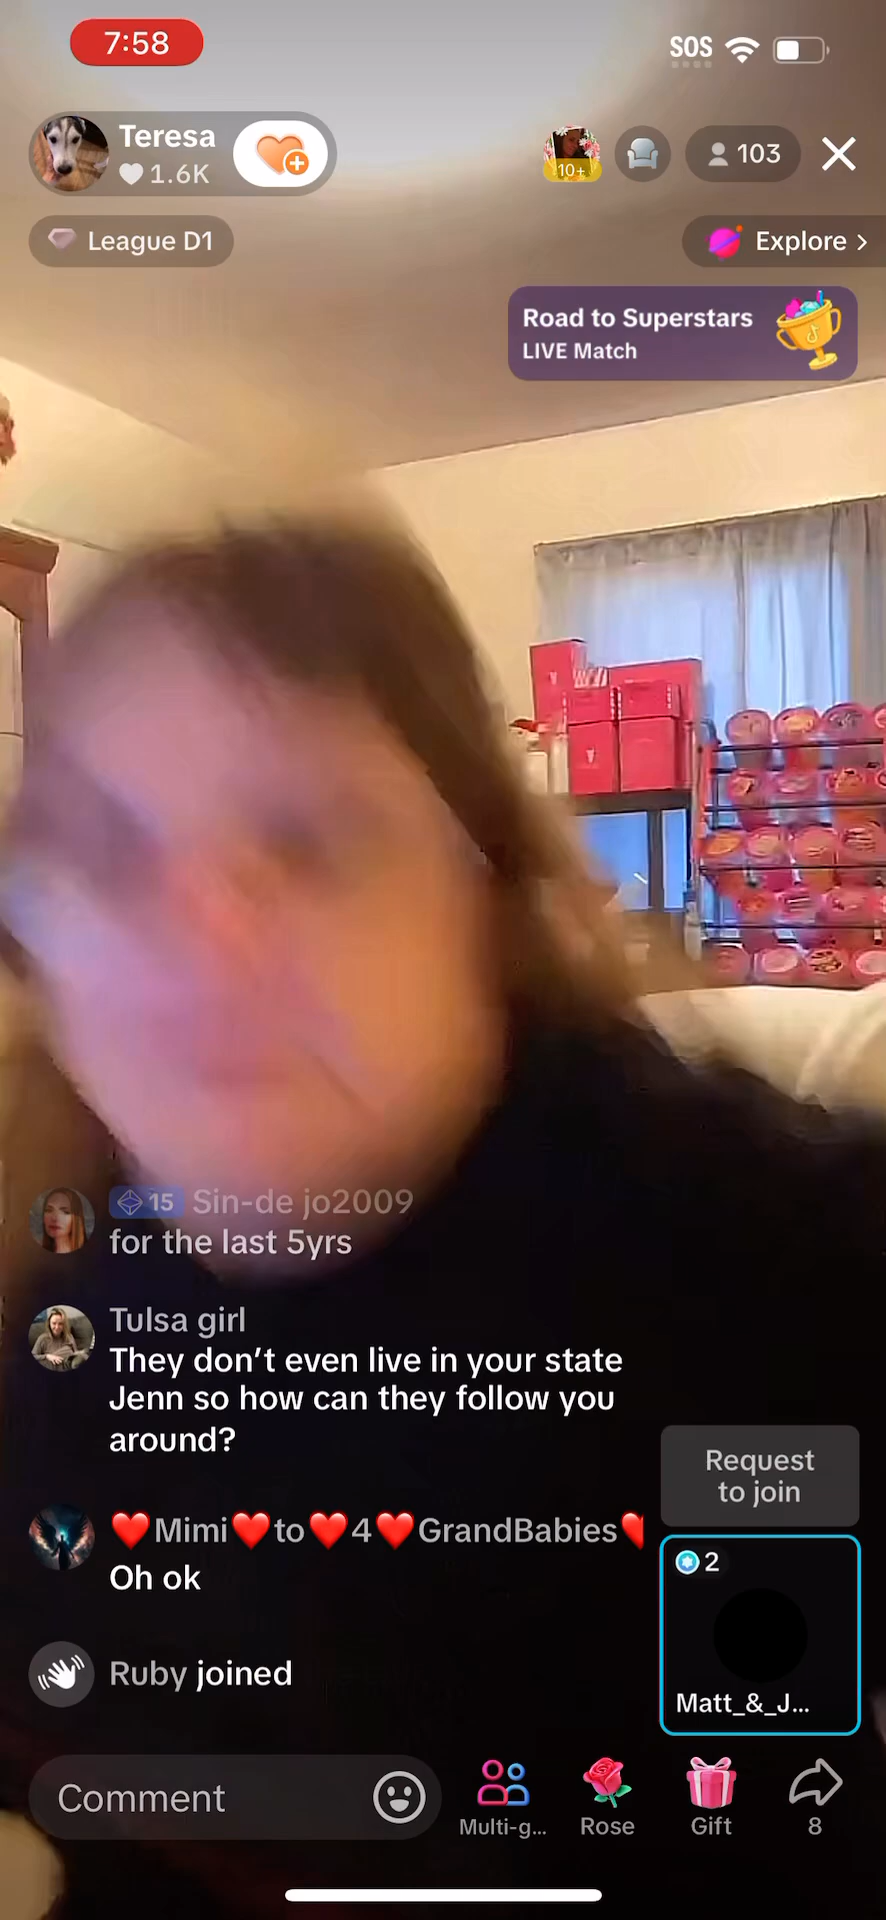 7:58
SOS
Teresa
1.6K
10+
103
League D1
Explore >
Road to Superstars
LIVE Match
15 Sin-de jo2009
for the last 5yrs
Tulsa girl
They don’t even live in your state
Jenn so how can they follow you
around?
❤️Mimi❤️to❤️4❤️GrandBabies❤️
Oh ok
Ruby joined
Request
to join
2
Matt_&_J...
Comment
Multi-g...
Rose
Gift
8